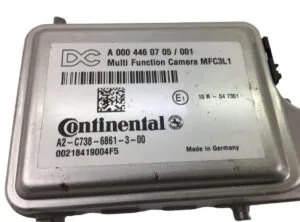 DC A 000 446 07 05 / 001
Multi Function Camera MFC3L1
E1
10 R - 04 7301
Continental
A2-C738-6861-3-00
00218419004F5
Made in Germany